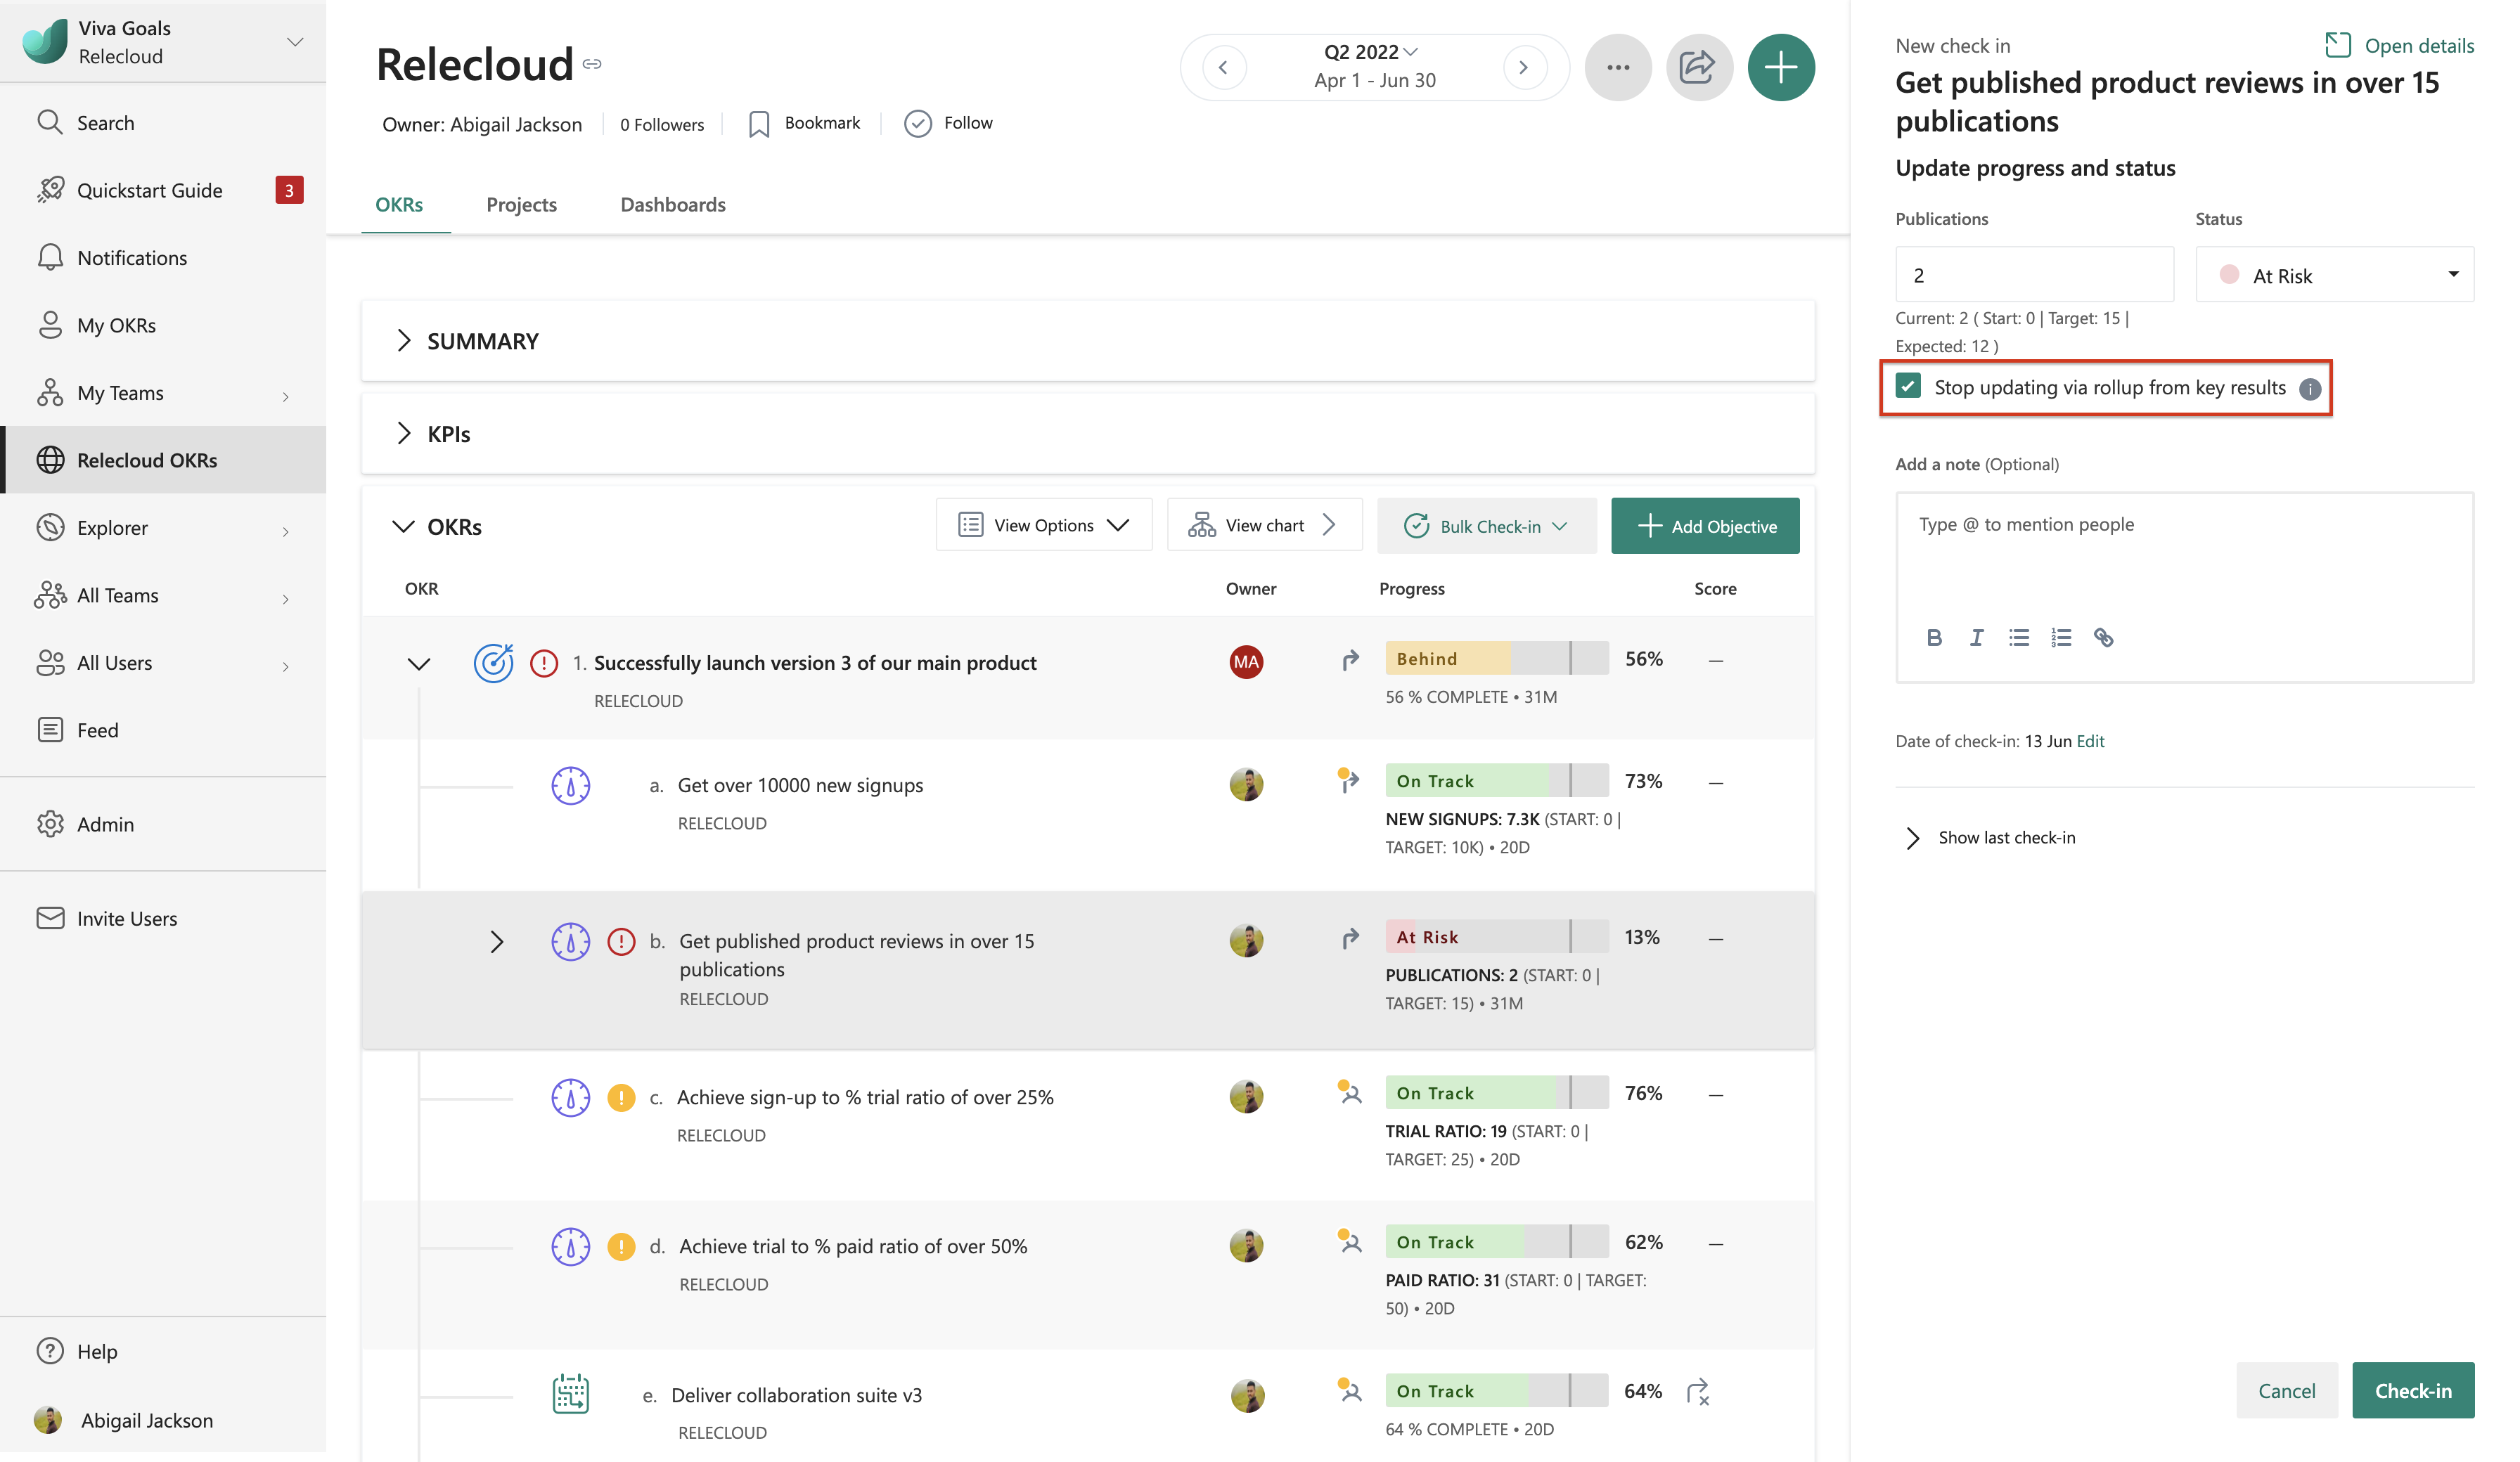 Viva Goals
Relecloud
Search
Quickstart Guide
3
Notifications
My OKRs
My Teams
Relecloud OKRs
Explorer
All Teams
All Users
Feed
Admin
Invite Users
Help
Abigail Jackson
Relecloud
Q2 2022
Apr 1 - Jun 30
Owner: Abigail Jackson
0 Followers
Bookmark
Follow
OKRs
Projects
Dashboards
SUMMARY
KPIs
OKRs
View Options
View chart
Bulk Check-in
Add Objective
OKR
Owner
Progress
Score
1. Successfully launch version 3 of our main product
RELECLOUD
MA
Behind
56%
—
56 % COMPLETE • 31M
a. Get over 10000 new signups
RELECLOUD
On Track
73%
—
NEW SIGNUPS: 7.3K (START: 0 |
TARGET: 10K) • 20D
b. Get published product reviews in over 15
publications
RELECLOUD
At Risk
13%
—
PUBLICATIONS: 2 (START: 0 |
TARGET: 15) • 31M
c. Achieve sign-up to % trial ratio of over 25%
RELECLOUD
On Track
76%
—
TRIAL RATIO: 19 (START: 0 |
TARGET: 25) • 20D
d. Achieve trial to % paid ratio of over 50%
RELECLOUD
On Track
62%
—
PAID RATIO: 31 (START: 0 | TARGET:
50) • 20D
e. Deliver collaboration suite v3
RELECLOUD
On Track
64%
64 % COMPLETE • 20D
New check in
Open details
Get published product reviews in over 15
publications
Update progress and status
Publications
Status
2
At Risk
Current: 2 ( Start: 0 | Target: 15 |
Expected: 12 )
Stop updating via rollup from key results
Add a note (Optional)
Type @ to mention people
B I
Date of check-in: 13 Jun Edit
Show last check-in
Cancel
Check-in